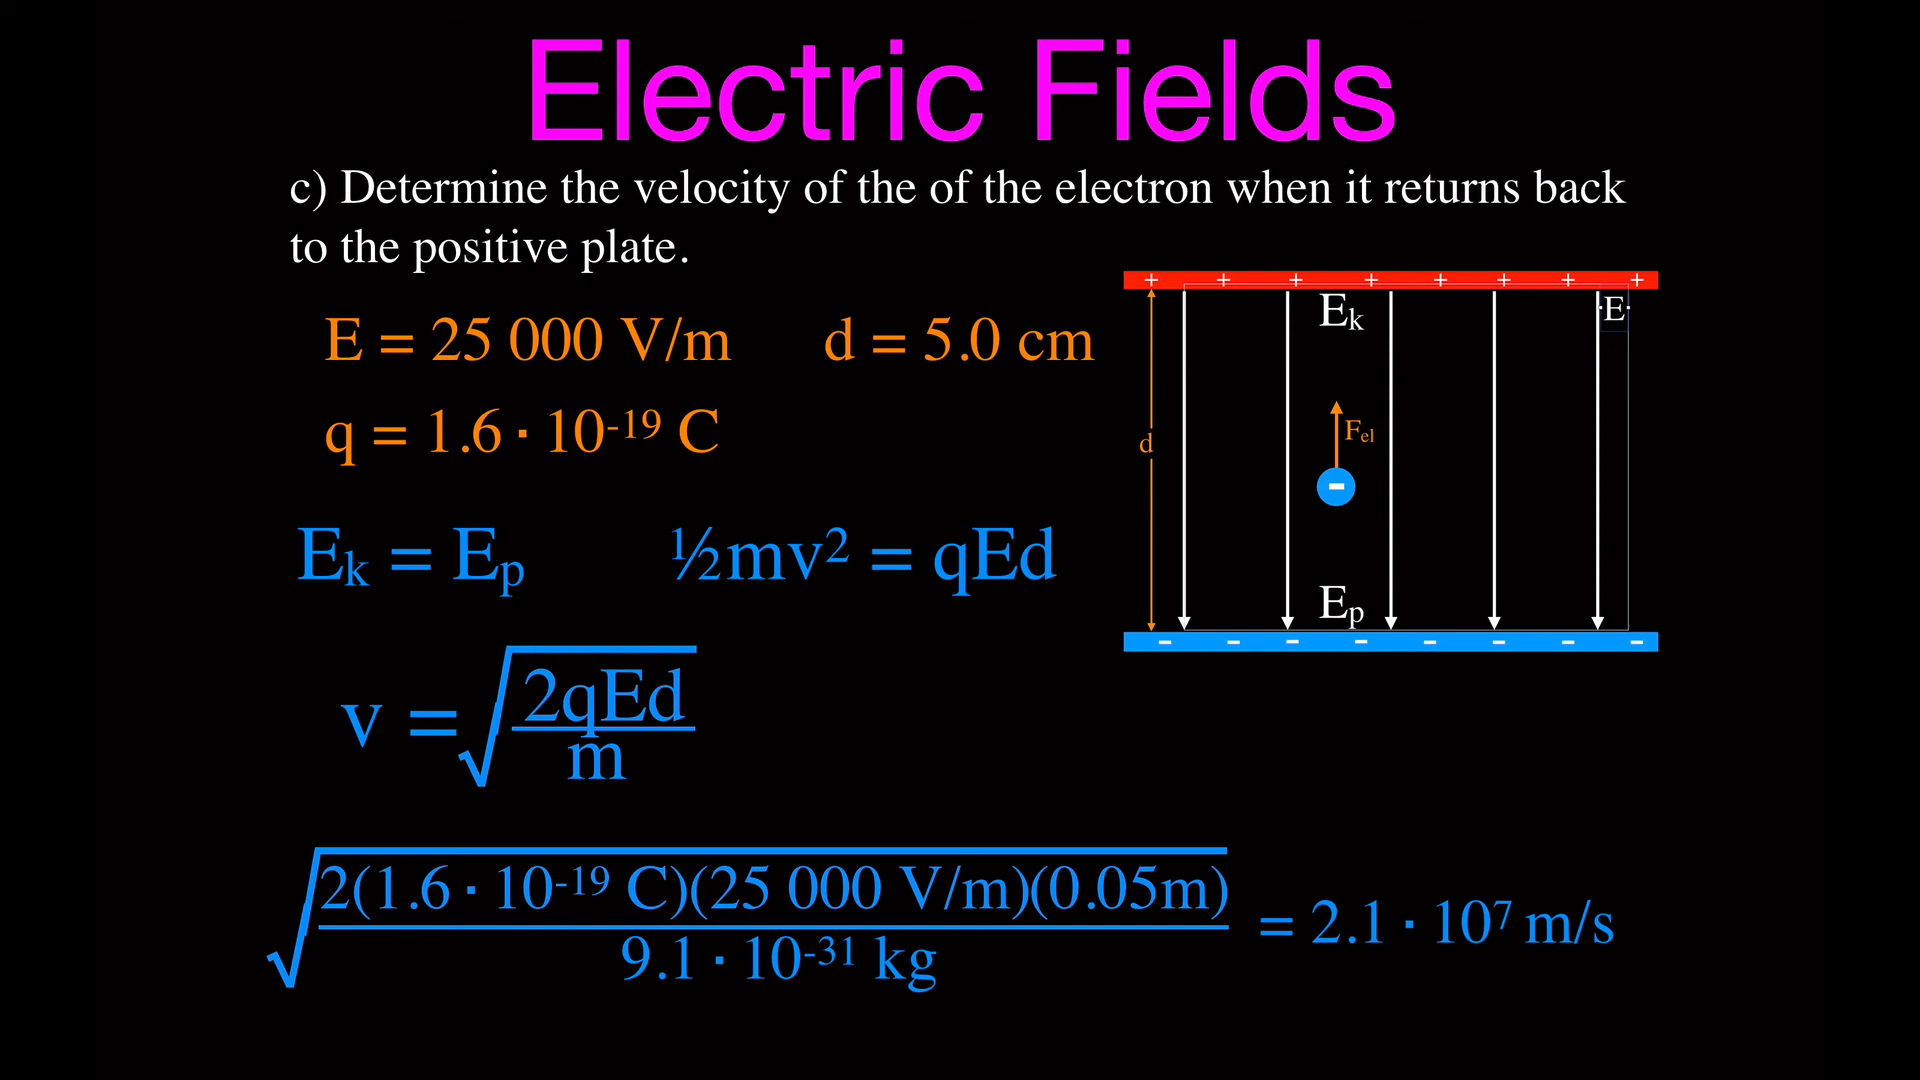 Electric Fields
c) Determine the velocity of the of the electron when it returns back
to the positive plate.
E = 25 000 V/m d = 5.0 cm
q = 1.6 · 10⁻¹⁹ C
Eₖ = Eₚ ½mv² = qEd
v = √(2qEd / m)
√(2(1.6 · 10⁻¹⁹ C)(25 000 V/m)(0.05m) / 9.1 · 10⁻³¹ kg) = 2.1 · 10⁷ m/s
+ + + + + + + +
Eₖ
E
d
Fₑₗ
-
Eₚ
- - - - - - - -